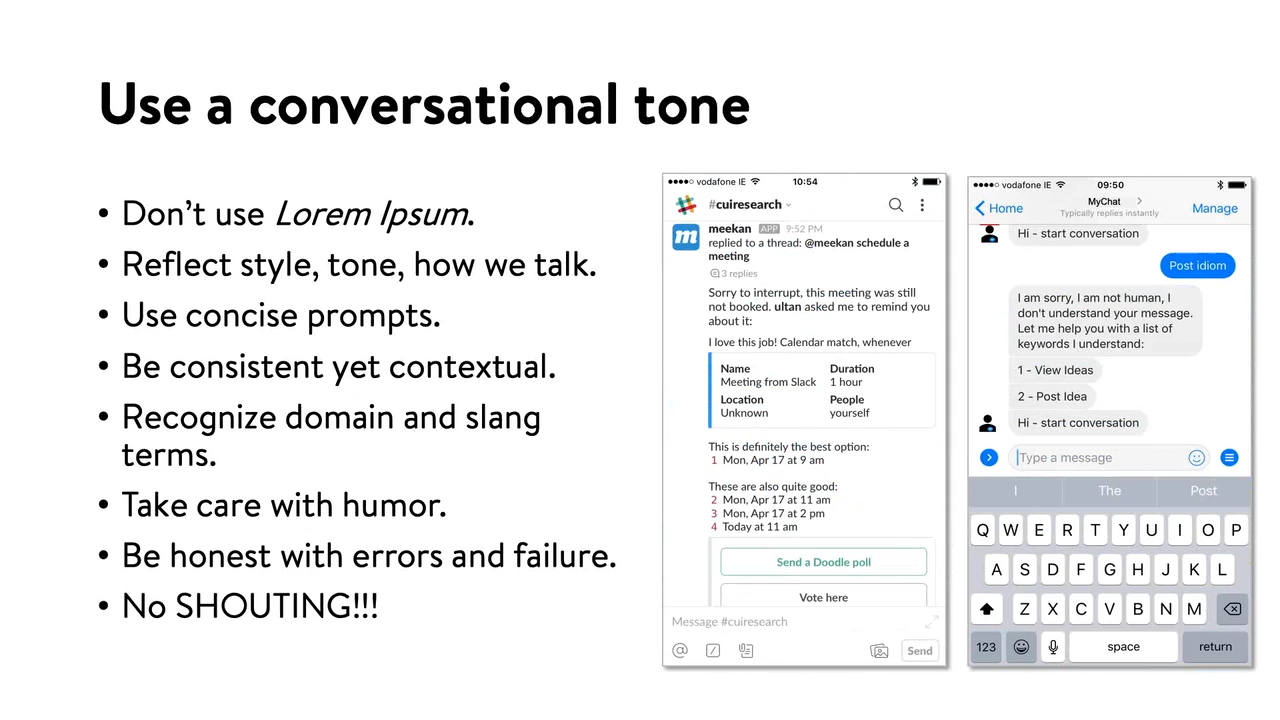 Use a conversational tone
• Don't use Lorem Ipsum.
• Reflect style, tone, how we talk.
• Use concise prompts.
• Be consistent yet contextual.
• Recognize domain and slang
terms.
• Take care with humor.
• Be honest with errors and failure.
• No SHOUTING!!!
vodafone IE 10:54
#cuiresearch
m
meekan APP 9:52 PM
replied to a thread: @meekan schedule a
meeting
3 replies
Sorry to interrupt, this meeting was still
not booked. ultan asked me to remind you
about it:
I love this job! Calendar match, whenever
Name Duration
Meeting from Slack 1 hour
Location People
Unknown yourself
This is definitely the best option:
1 Mon, Apr 17 at 9 am
These are also quite good:
2 Mon, Apr 17 at 11 am
3 Mon, Apr 17 at 2 pm
4 Today at 11 am
Send a Doodle poll
Vote here
Message #cuiresearch
@ / Send
vodafone IE 09:50
Home MyChat Manage
Typically replies instantly
Hi - start conversation
Post idiom
I am sorry, I am not human, I
don't understand your message.
Let me help you with a list of
keywords I understand:
1 - View Ideas
2 - Post Idea
Hi - start conversation
Type a message
I The Post
Q W E R T Y U I O P
A S D F G H J K L
Z X C V B N M
123 space return